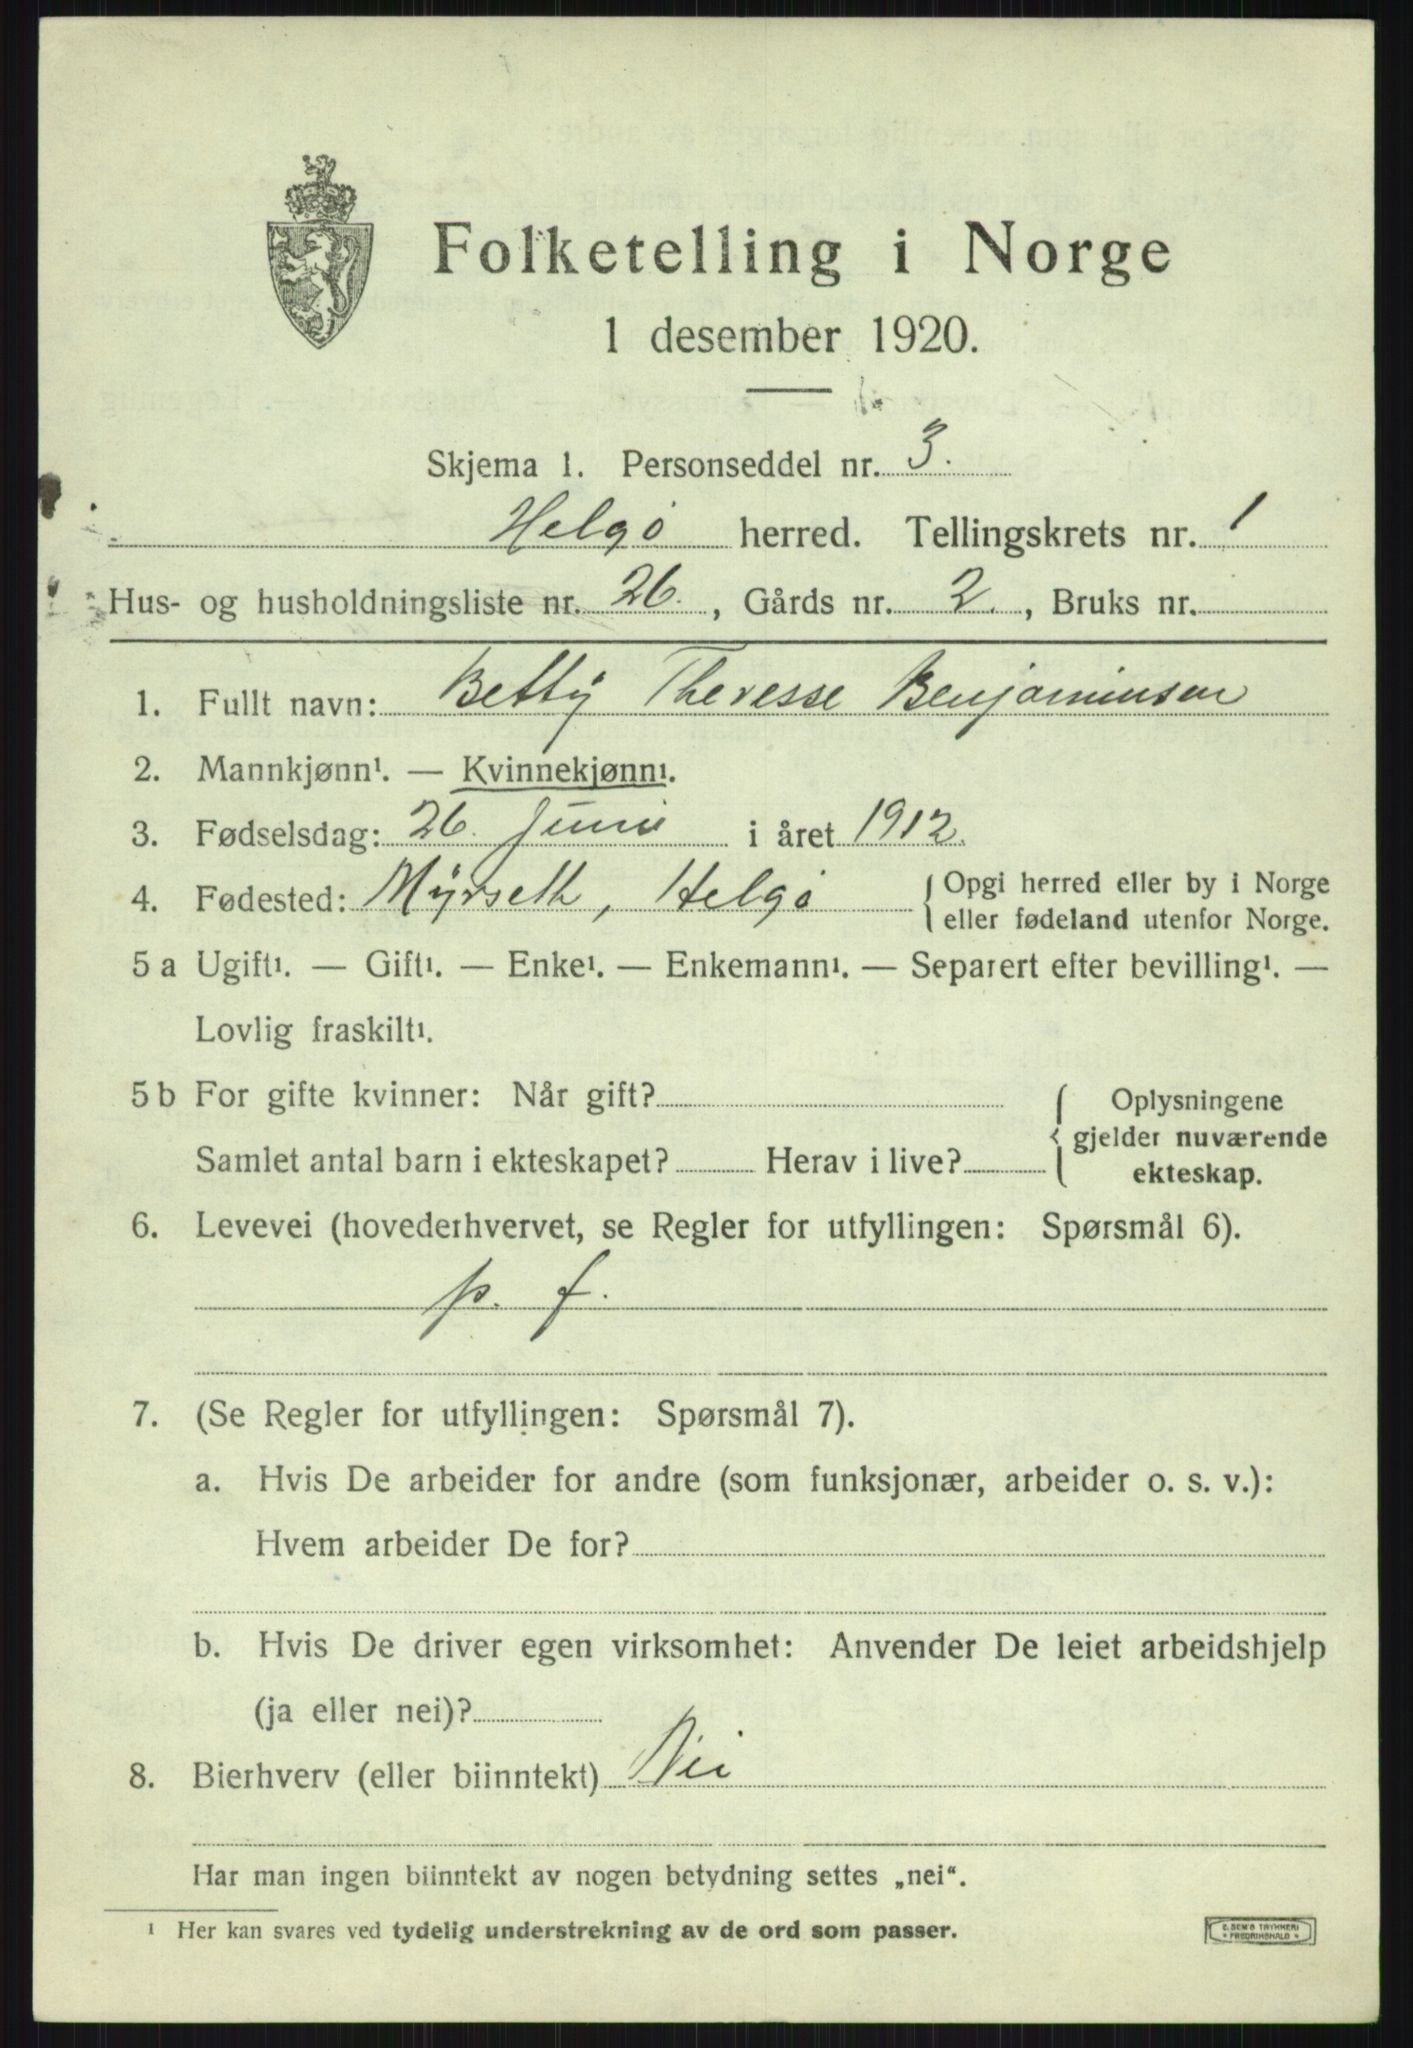 Folketelling i Norge
1 desember 1920.
Skjema 1. Personseddel nr. 3.
Helgö herred. Tellingskrets nr. 1
Hus- og husholdningsliste nr. 26., Gårds nr. 2., Bruks nr.
1. Fullt navn: Betty Theresse Benjaminsen
2. Mannkjønn¹. — Kvinnekjønn¹.
3. Fødselsdag: 26. Juni i året 1912.
4. Fødested: Myrseth, Helgö { Opgi herred eller by i Norge
eller fødeland utenfor Norge.
5 a Ugift¹. — Gift¹. — Enke¹. — Enkemann¹. — Separert efter bevilling¹. —
Lovlig fraskilt¹.
5 b For gifte kvinner: Når gift?
Samlet antal barn i ekteskapet? Herav i live?
{ Oplysningene
gjelder nuværende
ekteskap.
6. Levevei (hovederhvervet, se Regler for utfyllingen: Spørsmål 6).
p. f.
7. (Se Regler for utfyllingen: Spørsmål 7).
a. Hvis De arbeider for andre (som funksjonær, arbeider o. s. v.):
Hvem arbeider De for?
b. Hvis De driver egen virksomhet: Anvender De leiet arbeidshjelp
(ja eller nei)?
8. Bierhverv (eller biinntekt) Nei
Har man ingen biinntekt av nogen betydning settes „nei“.
¹ Her kan svares ved tydelig understrekning av de ord som passer.
E. SEM'S TRYKKERI
* FREDRIKSHALD *